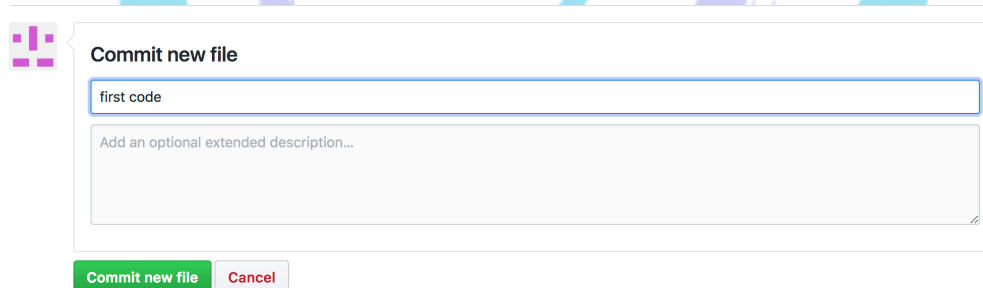 Commit new file
first code
Add an optional extended description...
Commit new file
Cancel